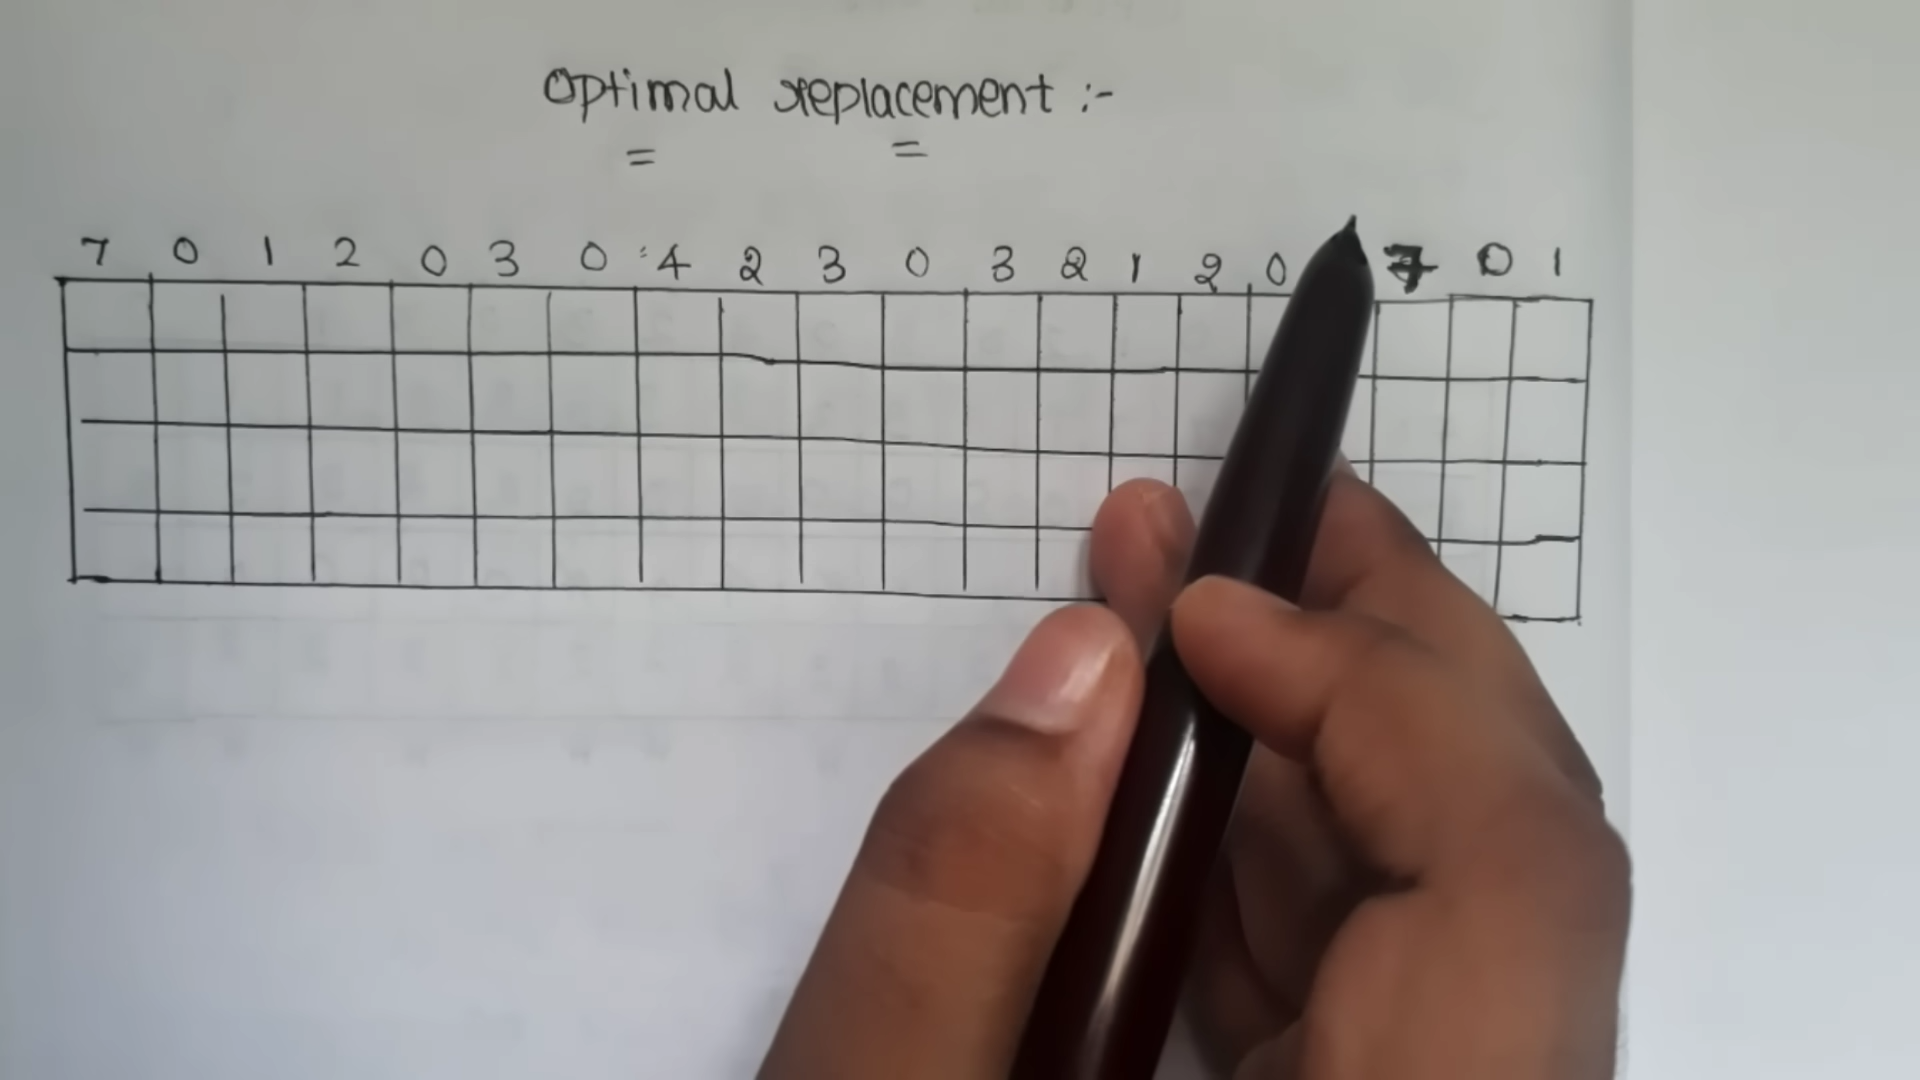 Optimal replacement :-
7 0 1 2 0 3 0 4 2 3 0 3 2 1 2 0 7 0 1